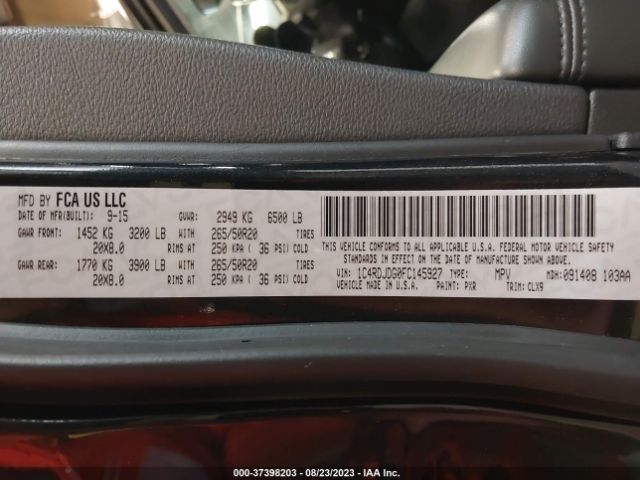 MFD BY FCA US LLC
DATE OF MFR(BUILT): 9-15 GVWR: 2949 KG 6500 LB
GAWR FRONT: 1452 KG 3200 LB WITH 265/50R20
20X8.0 RIMS AT 250 KPA ( 36 PSI) COLD
GAWR REAR: 1770 KG 3900 LB WITH 265/50R20
20X8.0 RIMS AT 250 KPA ( 36 PSI) COLD
THIS VEHICLE CONFORMS TO ALL APPLICABLE U.S.A. FEDERAL MOTOR VEHICLE SAFETY
STANDARDS IN EFFECT ON THE DATE OF MANUFACTURE SHOWN ABOVE.
VIN: 1C4RDJDG0FC145927 TYPE: MPV MDH: 091408 103AA
VEHICLE MADE IN U.S.A. PAINT: PXR TRIM: CLX9
000-37398203 - 08/23/2023 - IAA Inc.